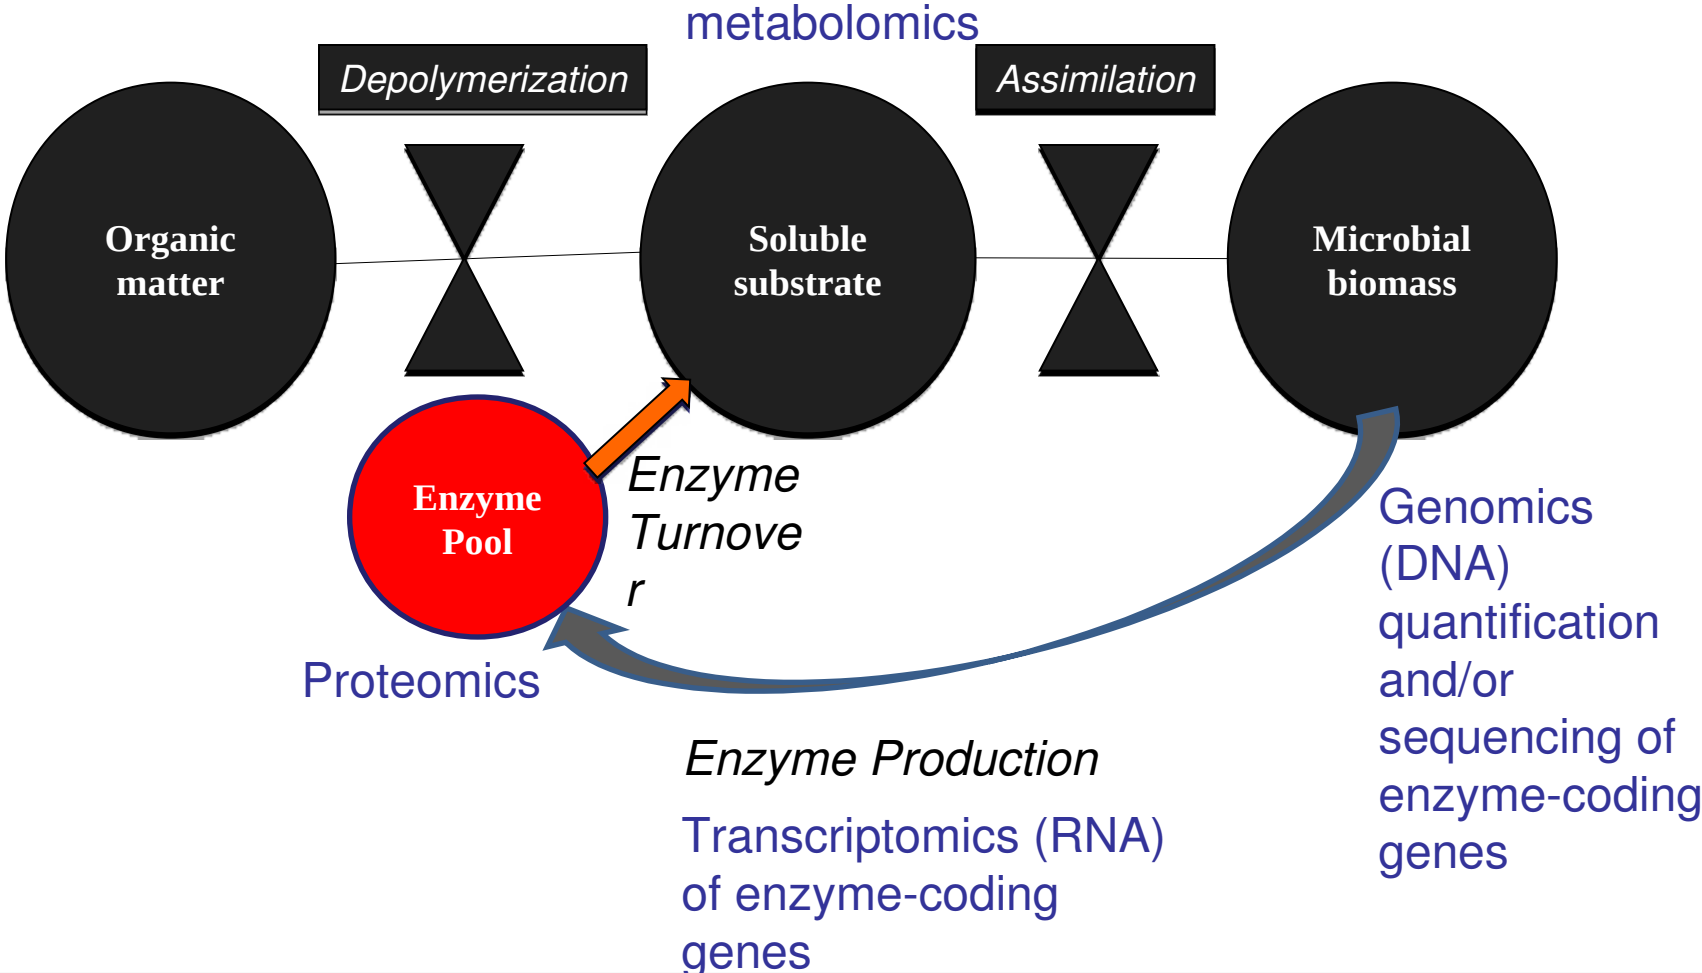 metabolomics
Depolymerization
Assimilation
Organic
matter
Soluble
substrate
Microbial
biomass
Enzyme
Pool
Enzyme
Turnove
r
Proteomics
Genomics
(DNA)
quantification
and/or
sequencing of
enzyme-coding
genes
Enzyme Production
Transcriptomics (RNA)
of enzyme-coding
genes